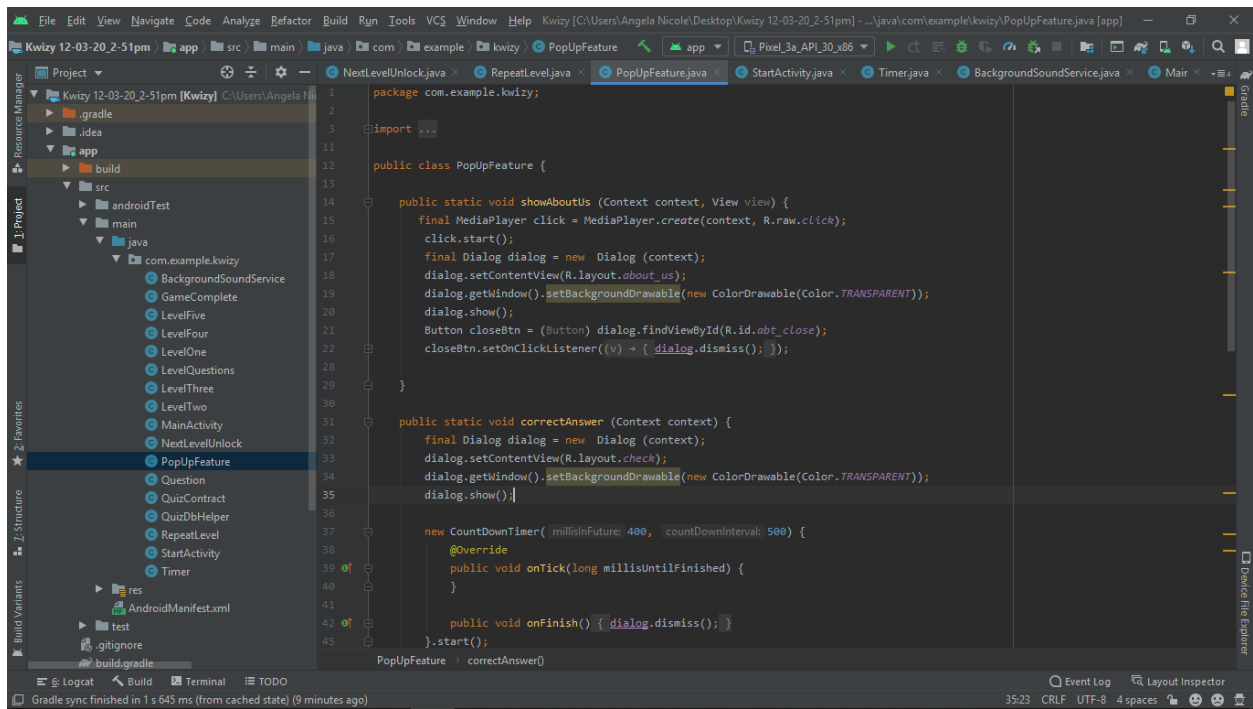 File Edit View Navigate Code Analyze Refactor Build Run Tools VCS Window Help Kwizy [C:\Users\Angela Nicole\Desktop\Kwizy 12-03-20_2-51pm] - ...\java\com\example\kwizy\PopUpFeature.java [app]
Kwizy 12-03-20_2-51pm app src main java com example kwizy PopUpFeature app Pixel_3a_API_30_x86
Project NextLevelUnlock.java RepeatLevel.java PopUpFeature.java StartActivity.java Timer.java BackgroundSoundService.java Mair
Resource Manager
1: Project
2: Favorites
7: Structure
Build Variants
Kwizy 12-03-20_2-51pm [Kwizy] C:\Users\Angela Ni
.gradle
.idea
app
build
src
androidTest
main
java
com.example.kwizy
BackgroundSoundService
GameComplete
LevelFive
LevelFour
LevelOne
LevelQuestions
LevelThree
LevelTwo
MainActivity
NextLevelUnlock
PopUpFeature
Question
QuizContract
QuizDbHelper
RepeatLevel
StartActivity
Timer
res
AndroidManifest.xml
test
.gitignore
build.gradle
1 package com.example.kwizy;
2
3 import ...
11
12 public class PopUpFeature {
13
14 public static void showAboutUs (Context context, View view) {
15 final MediaPlayer click = MediaPlayer.create(context, R.raw.click);
16 click.start();
17 final Dialog dialog = new  Dialog (context);
18 dialog.setContentView(R.layout.about_us);
19 dialog.getWindow().setBackgroundDrawable(new ColorDrawable(Color.TRANSPARENT));
20 dialog.show();
21 Button closeBtn = (Button) dialog.findViewById(R.id.abt_close);
22 closeBtn.setOnClickListener((v) → { dialog.dismiss(); });
28
29 }
30
31 public static void correctAnswer (Context context) {
32 final Dialog dialog = new  Dialog (context);
33 dialog.setContentView(R.layout.check);
34 dialog.getWindow().setBackgroundDrawable(new ColorDrawable(Color.TRANSPARENT));
35 dialog.show();
36
37 new CountDownTimer( millisInFuture: 400, countDownInterval: 500) {
38 @Override
39 public void onTick(long millisUntilFinished) {
40 }
41
42 public void onFinish() { dialog.dismiss(); }
45 }.start();
PopUpFeature correctAnswer()
Gradle
Device File Explorer
6: Logcat Build Terminal TODO Event Log Layout Inspector
Gradle sync finished in 1 s 645 ms (from cached state) (9 minutes ago) 35:23 CRLF UTF-8 4 spaces